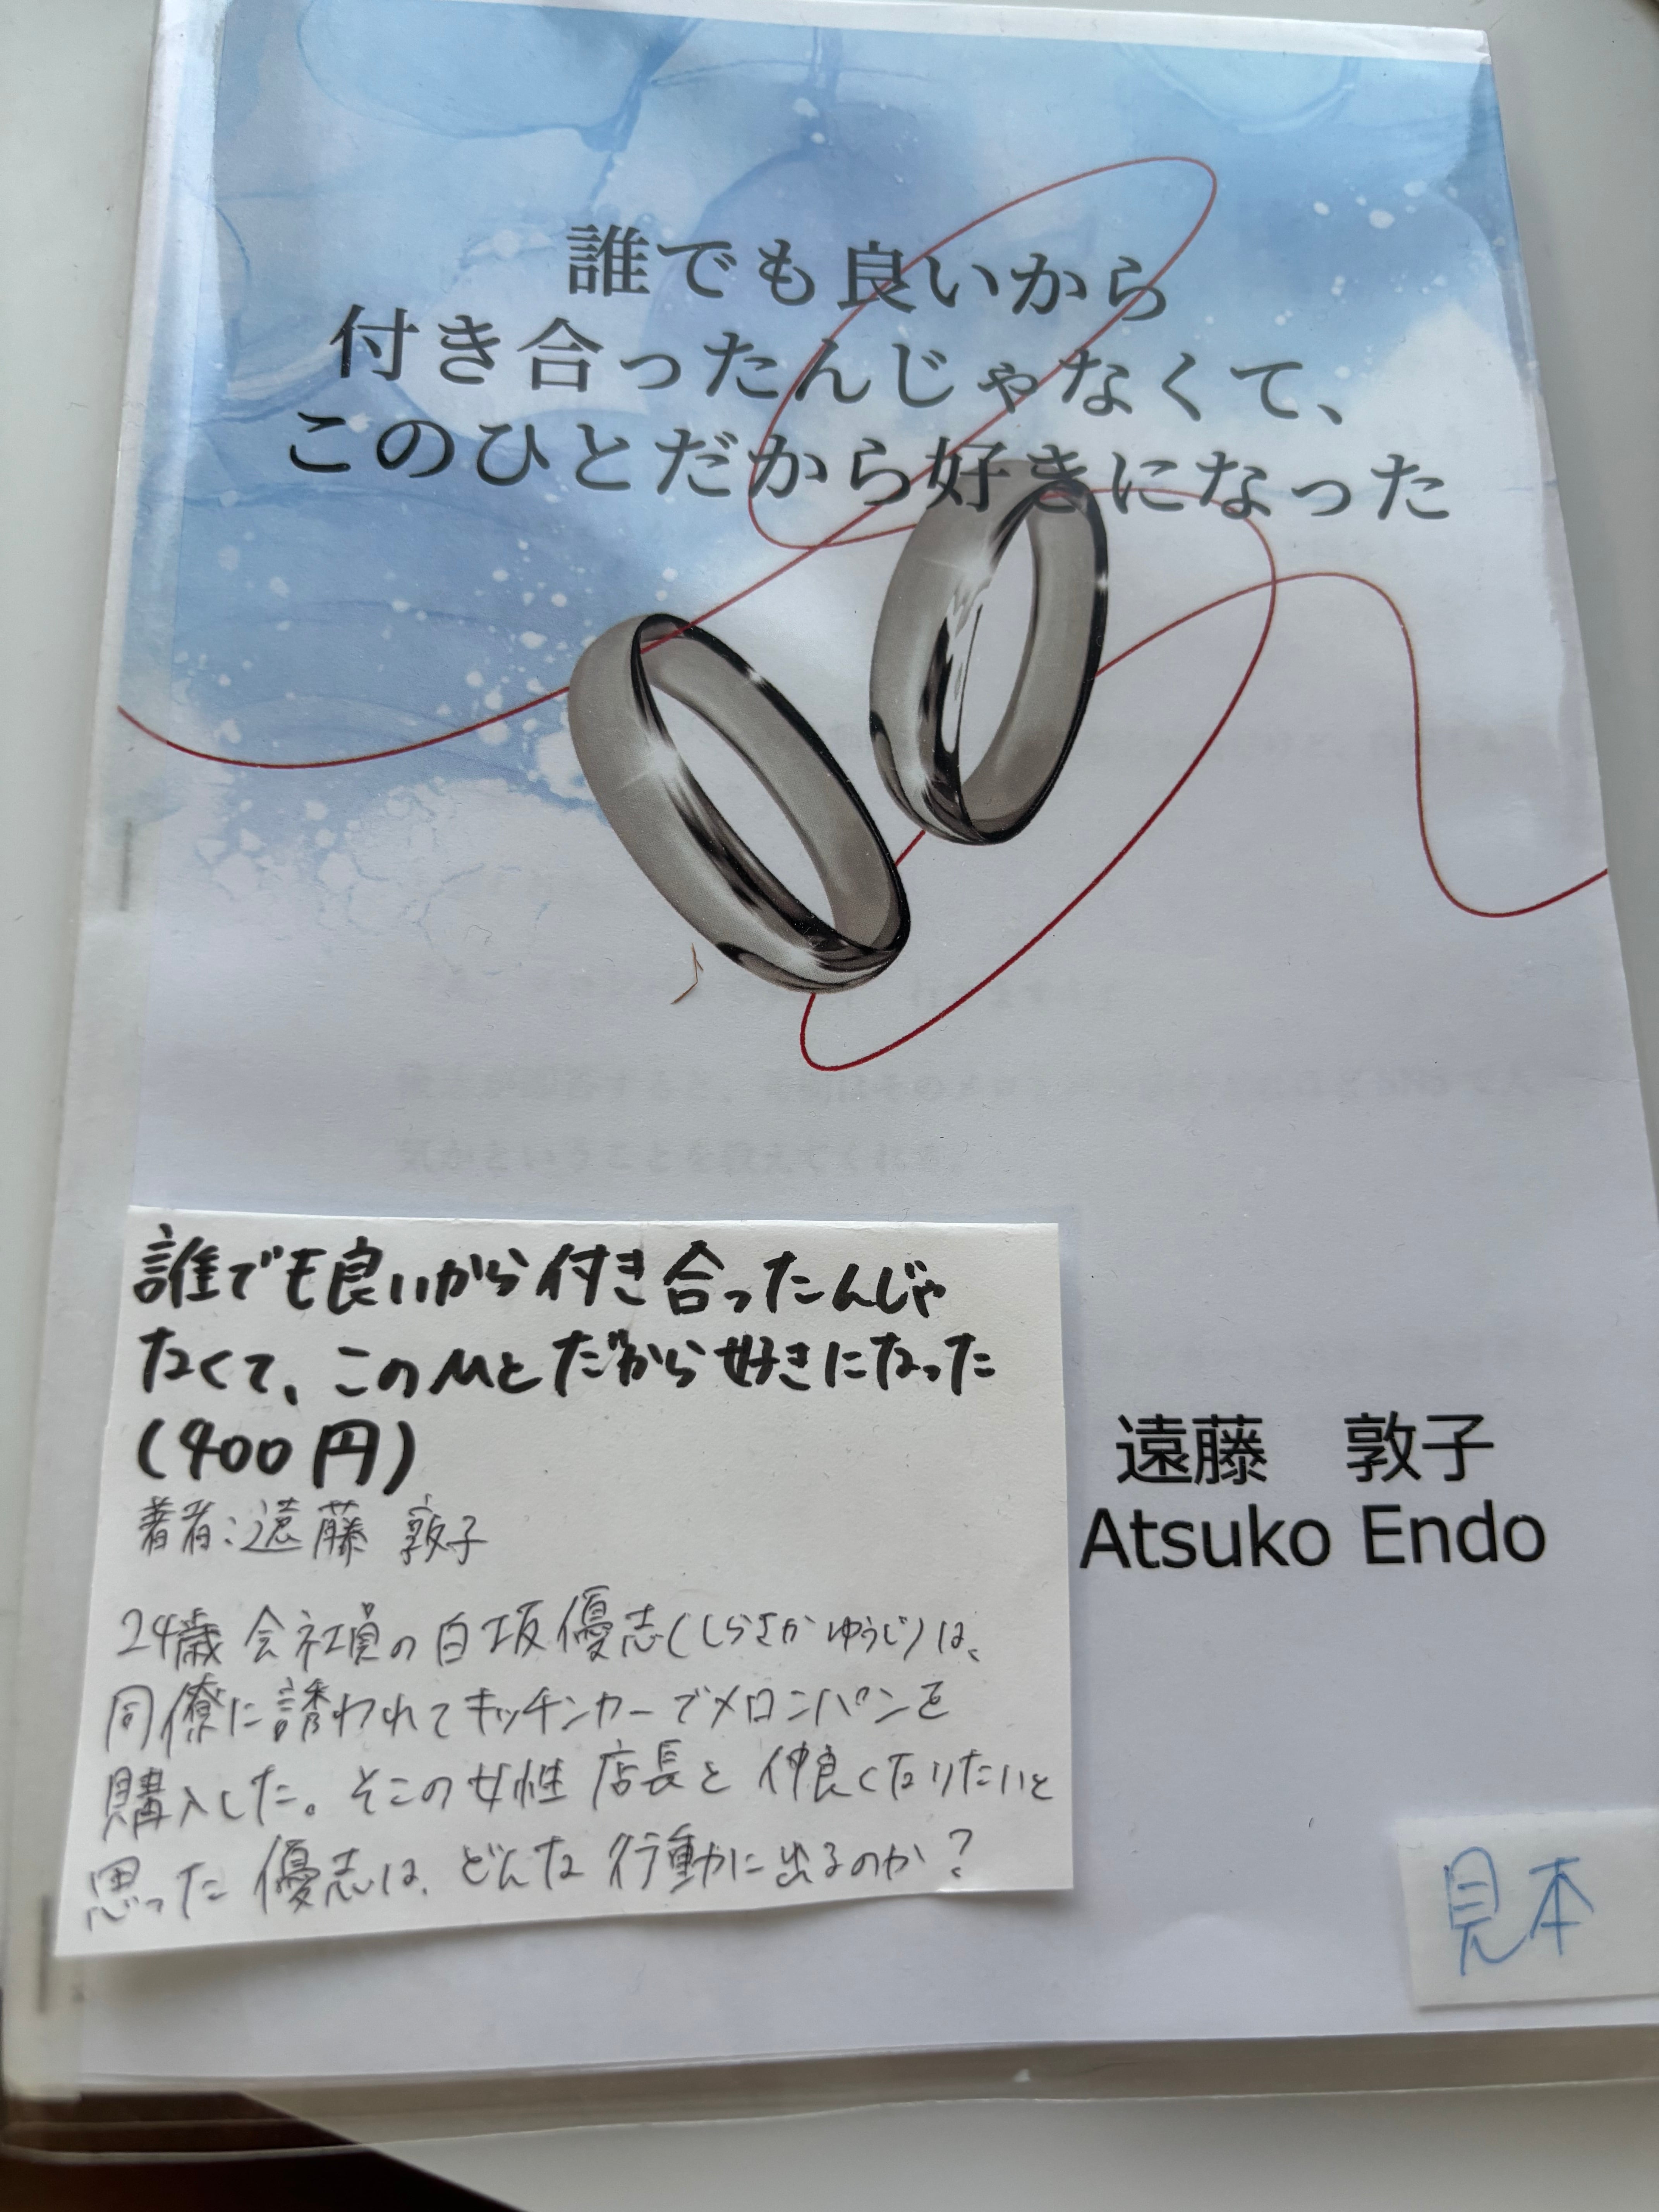 誰でも良いから
付き合ったんじゃなくて、
このひとだから好きになった
誰でも良いから付き合ったんじゃ
なくて、このひとだから好きになった
(400円)
著者:遠藤 敦子
24歳会社員の白坂優志(しらさかゆうじ)は、
同僚に誘われてキッチンカーでメロンパンを
購入した。そこの女性店長と仲良くなりたいと
思った優志は、どんな行動に出るのか?
遠藤 敦子
Atsuko Endo
見本